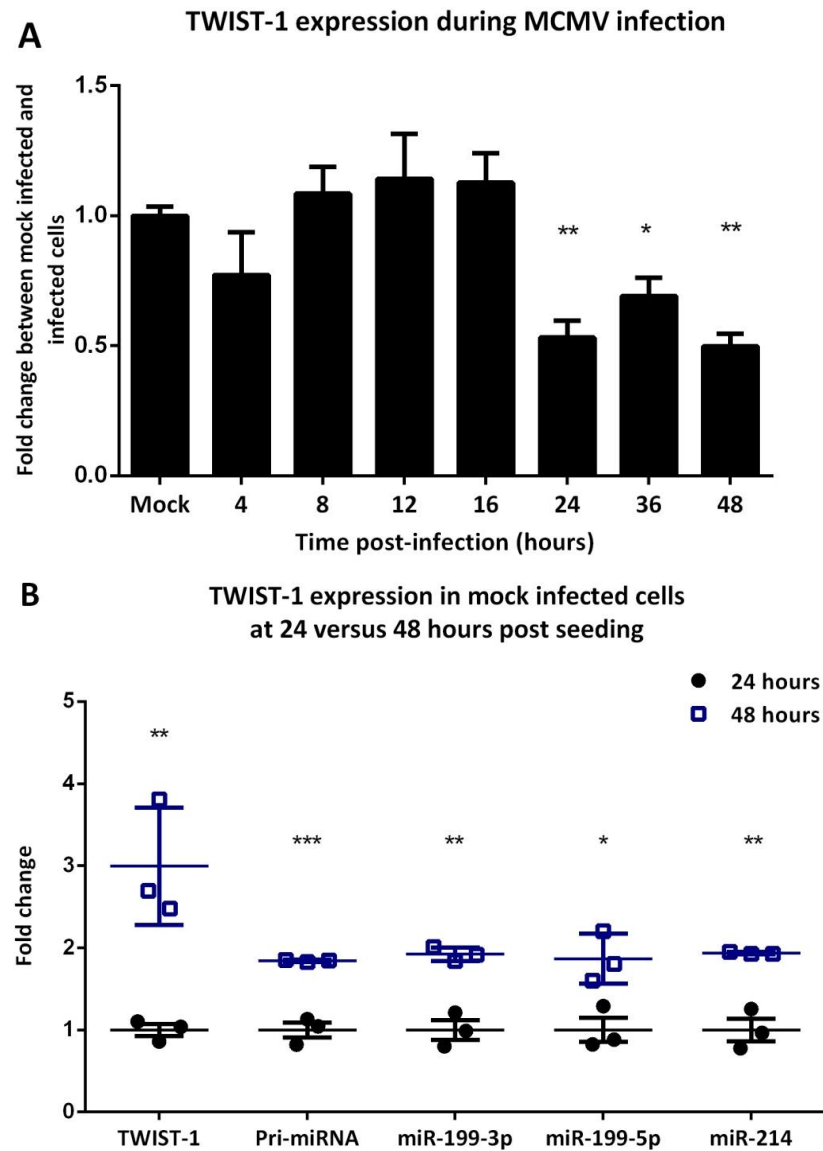 A
TWIST-1 expression during MCMV infection
Fold change between mock infected and
infected cells
1.5
1.0
0.5
0.0
**
*
**
Mock 4 8 12 16 24 36 48
Time post-infection (hours)
B
TWIST-1 expression in mock infected cells
at 24 versus 48 hours post seeding
24 hours
48 hours
Fold change
5
4
3
2
1
0
**
***
**
*
**
TWIST-1 Pri-miRNA miR-199-3p miR-199-5p miR-214